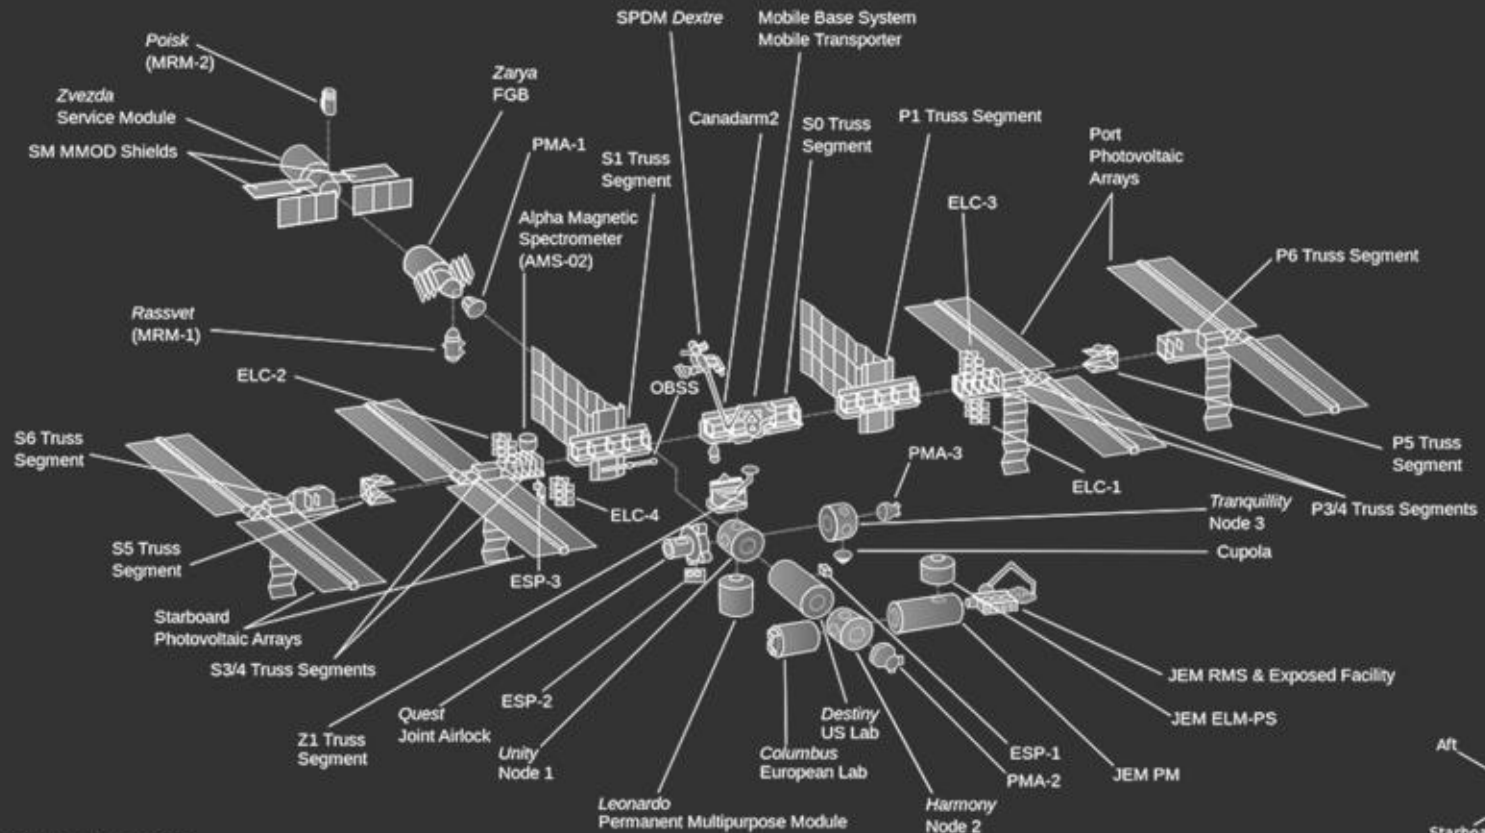 SPDM Dextre
Mobile Base System
Mobile Transporter
Poisk
(MRM-2)
Zarya
FGB
Zvezda
Service Module
SM MMOD Shields
PMA-1
S1 Truss
Segment
Canadarm2
S0 Truss
Segment
P1 Truss Segment
Port
Photovoltaic
Arrays
ELC-3
Alpha Magnetic
Spectrometer
(AMS-02)
P6 Truss Segment
Rassvet
(MRM-1)
ELC-2
OBSS
S6 Truss
Segment
PMA-3
P5 Truss
Segment
ELC-1
Tranquillity
Node 3
P3/4 Truss Segments
ELC-4
Cupola
S5 Truss
Segment
ESP-3
Starboard
Photovoltaic Arrays
S3/4 Truss Segments
JEM RMS & Exposed Facility
ESP-2
JEM ELM-PS
Quest
Joint Airlock
Z1 Truss
Segment
Destiny
US Lab
Unity
Node 1
Columbus
European Lab
ESP-1
PMA-2
JEM PM
Aft
Leonardo
Permanent Multipurpose Module
Harmony
Node 2